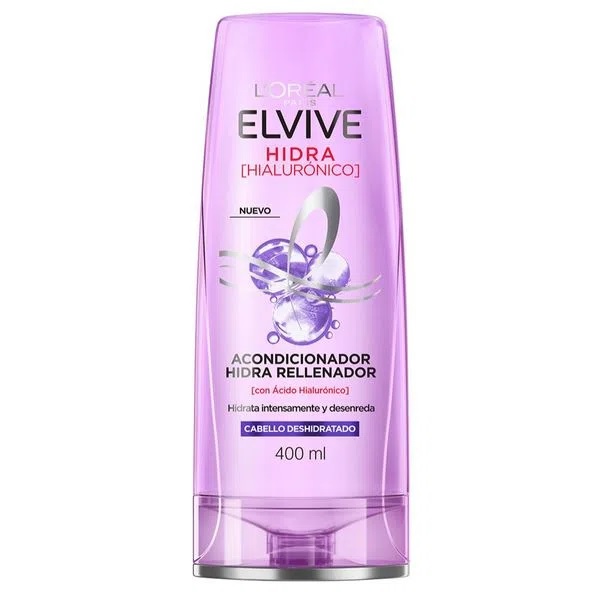 L'ORÉAL
PARIS
ELVIVE
HIDRA
[HIALURÓNICO]
NUEVO
ACONDICIONADOR
HIDRA RELLENADOR
[con Ácido Hialurónico]
Hidrata intensamente y desenreda
CABELLO DESHIDRATADO
400 ml